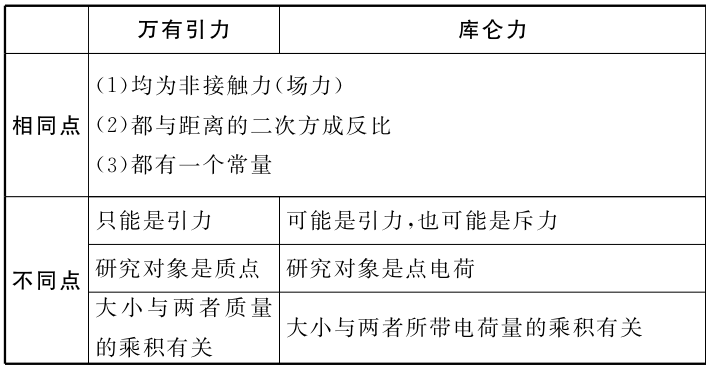 万有引力 库仑力
相同点
(1)均为非接触力(场力)
(2)都与距离的二次方成反比
(3)都有一个常量
不同点
只能是引力 可能是引力,也可能是斥力
研究对象是质点 研究对象是点电荷
大小与两者质量
的乘积有关
大小与两者所带电荷量的乘积有关